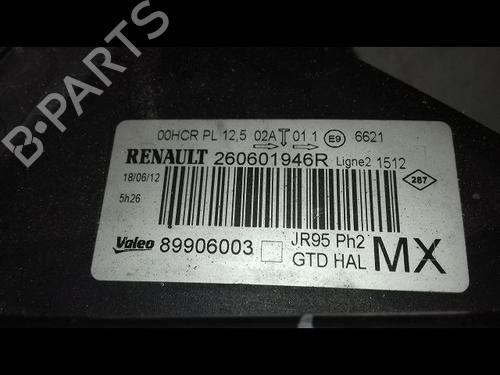 B-PARTS
00HCR PL 12,5 02A 01 1 E9 6621
RENAULT 260601946R Ligne2 1512
18/06/12
287
5h26
Valeo 89906003 JR95 Ph2 MX
GTD HAL